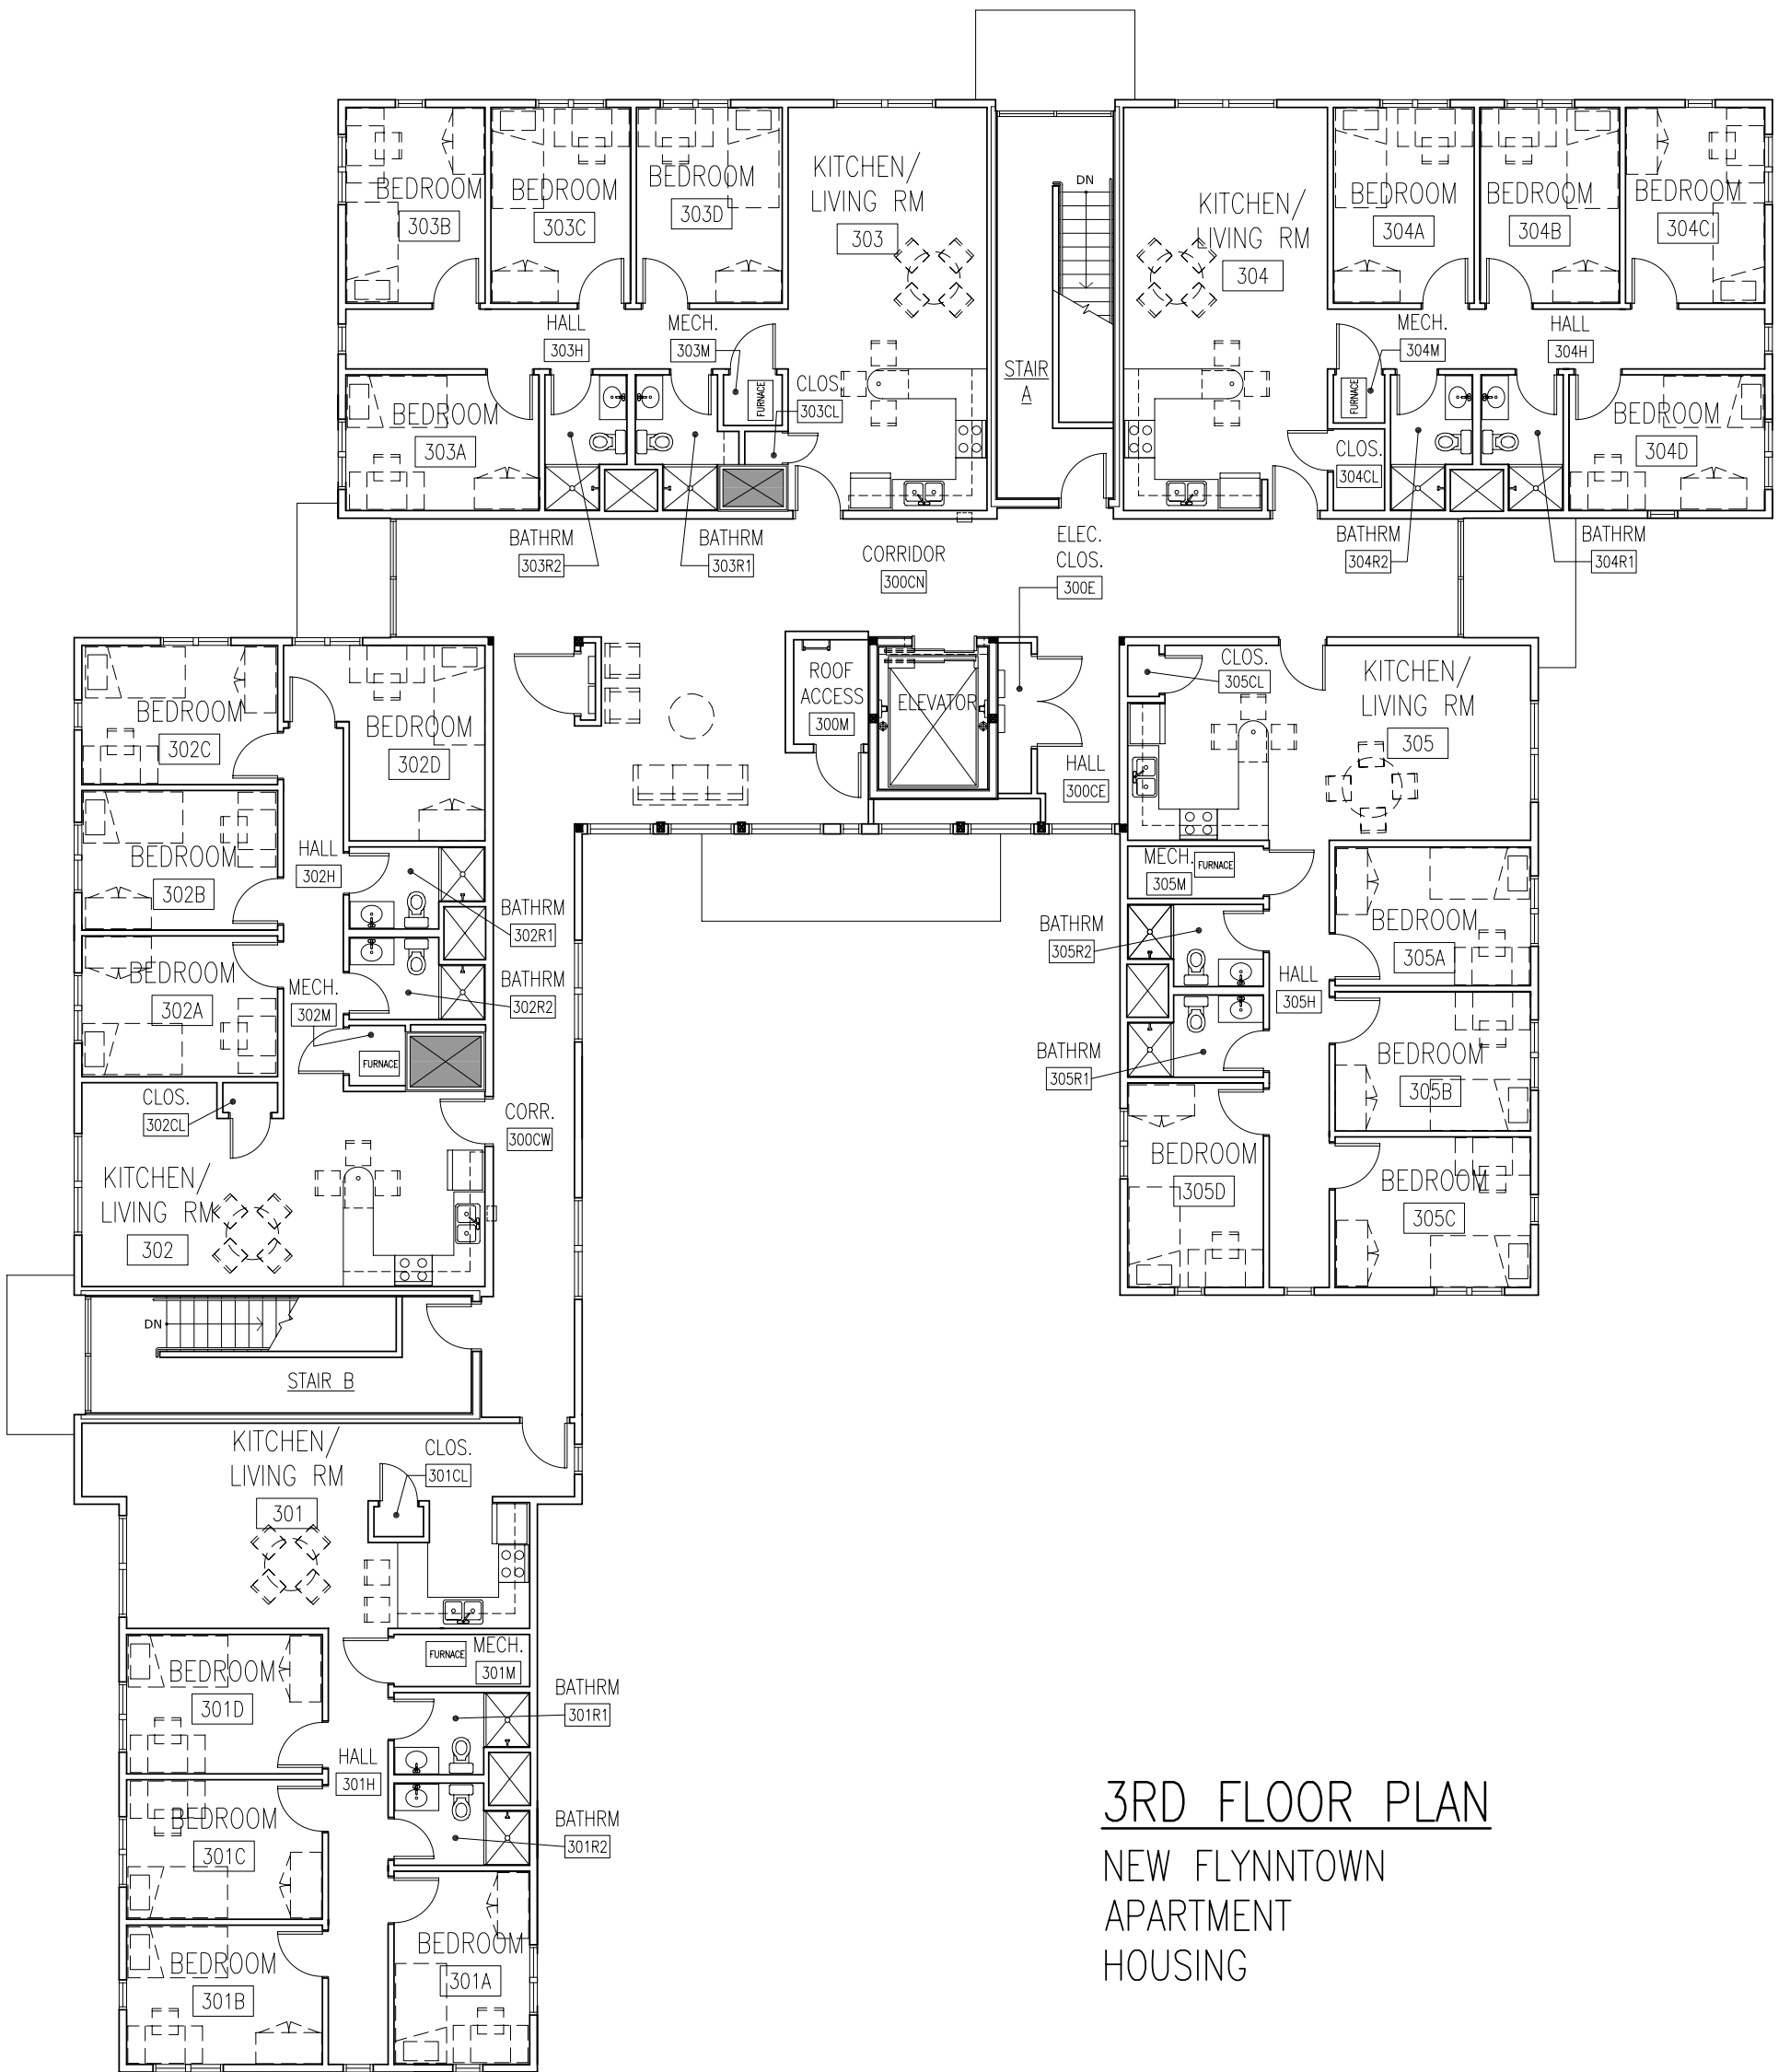 KITCHEN/
LIVING RM
303
BEDROOM
303B
BEDROOM
303C
BEDROOM
303D
HALL
303H
MECH.
303M
FURNACE
CLOS.
303CL
BEDROOM
303A
BATHRM
303R2
BATHRM
303R1
DN
STAIR
A
KITCHEN/
LIVING RM
304
BEDROOM
304A
BEDROOM
304B
BEDROOM
304C
MECH.
304M
HALL
304H
FURNACE
CLOS.
304CL
BEDROOM
304D
BATHRM
304R2
BATHRM
304R1
CORRIDOR
300CN
ELEC.
CLOS.
300E
ROOF
ACCESS
300M
ELEVATOR
HALL
300CE
CLOS.
305CL
KITCHEN/
LIVING RM
305
MECH.
305M
FURNACE
BATHRM
305R2
HALL
305H
BATHRM
305R1
BEDROOM
305A
BEDROOM
305B
BEDROOM
305C
BEDROOM
305D
BEDROOM
302C
BEDROOM
302D
BEDROOM
302B
HALL
302H
BATHRM
302R1
BEDROOM
302A
MECH.
302M
BATHRM
302R2
FURNACE
CLOS.
302CL
CORR.
300CW
KITCHEN/
LIVING RM
302
DN
STAIR B
KITCHEN/
LIVING RM
301
CLOS.
301CL
FURNACE
MECH.
301M
BEDROOM
301D
BATHRM
301R1
HALL
301H
BEDROOM
301C
BATHRM
301R2
BEDROOM
301B
BEDROOM
301A
3RD FLOOR PLAN
NEW FLYNNTOWN
APARTMENT
HOUSING